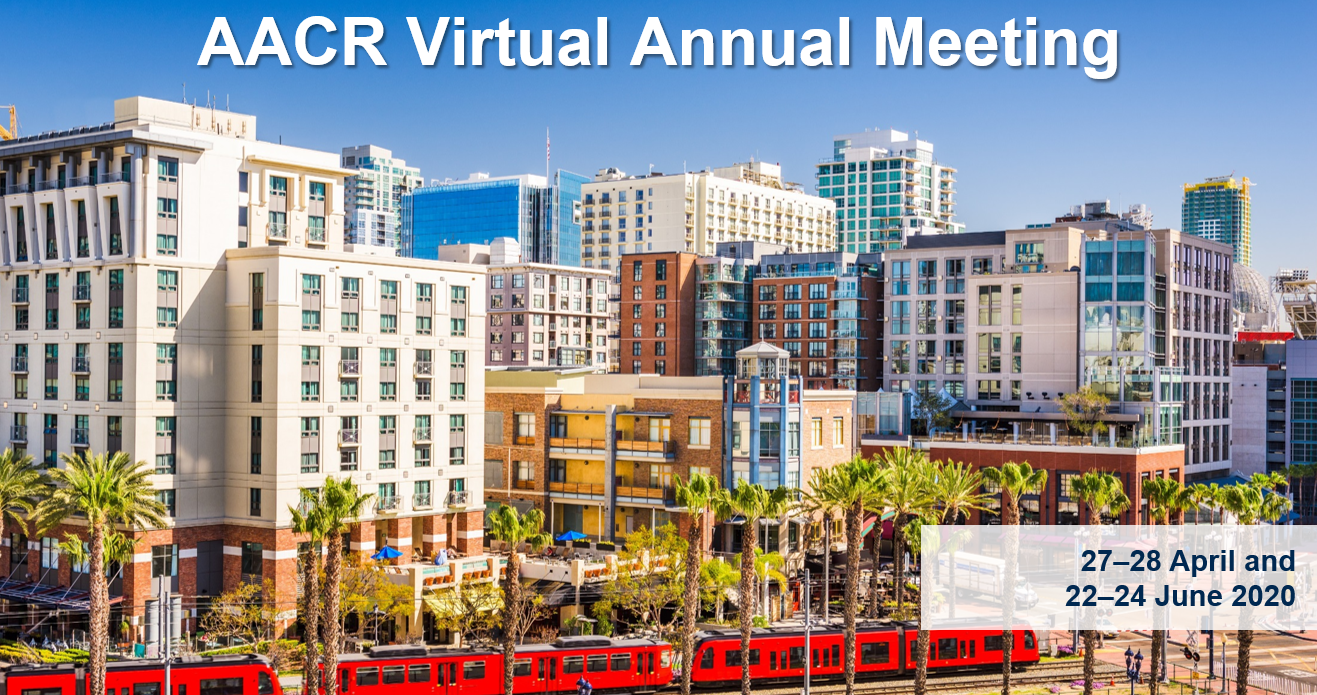 AACR Virtual Annual Meeting
27–28 April and
22–24 June 2020